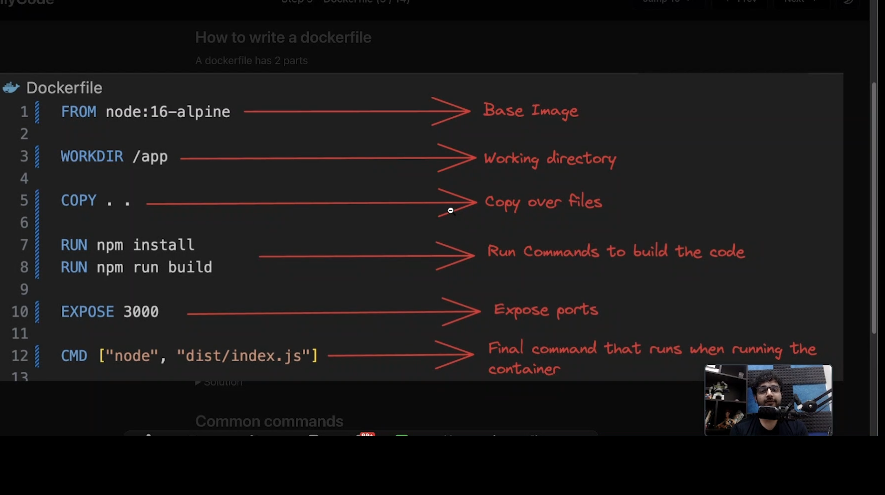 How to write a dockerfile
A dockerfile has 2 parts
Dockerfile
1 FROM node:16-alpine Base Image
2
3 WORKDIR /app Working directory
4
5 COPY . . Copy over files
6
7 RUN npm install
8 RUN npm run build Run Commands to build the code
9
10 EXPOSE 3000 Expose ports
11
12 CMD ["node", "dist/index.js"] Final command that runs when running the
container
13
Solution
Common commands